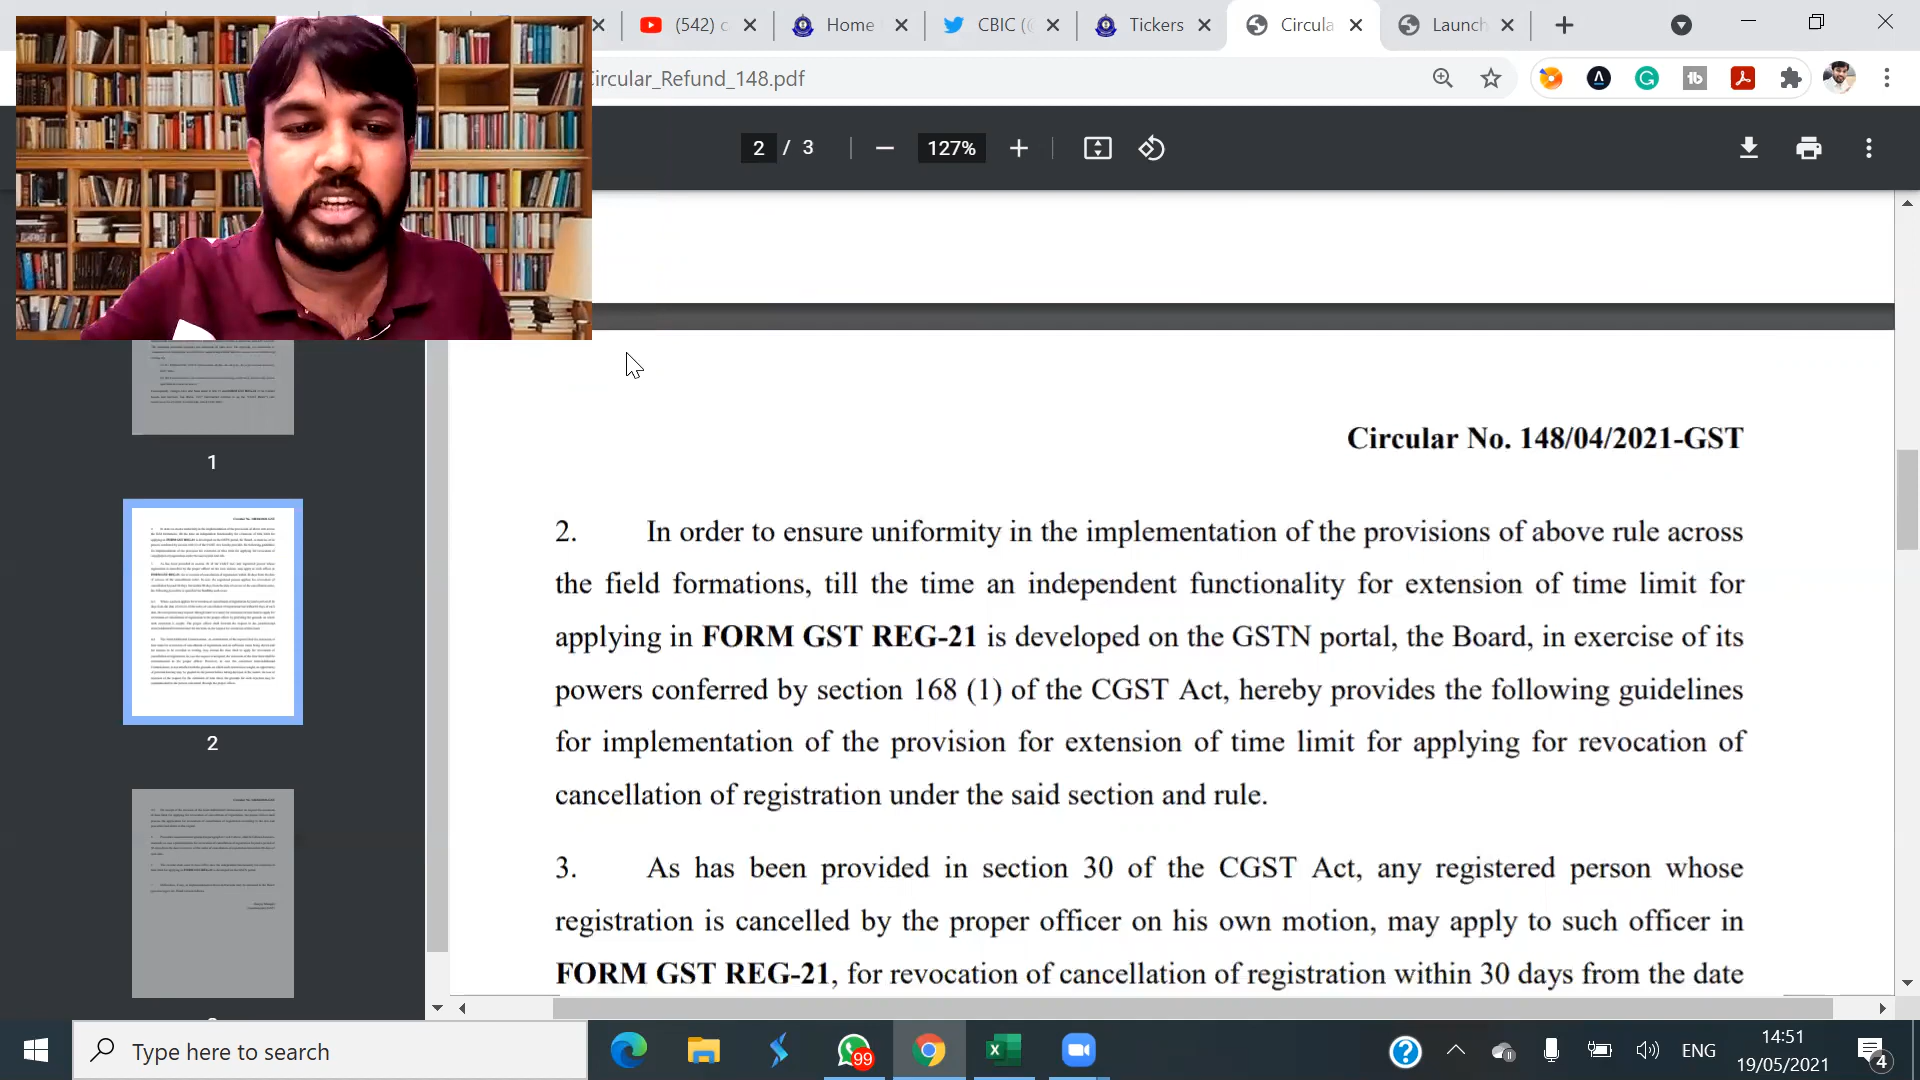 (542) c
Home
CBIC (@
Tickers
Circula
Launch
Circular_Refund_148.pdf
2 / 3
127%
Circular No. 148/04/2021-GST
2. In order to ensure uniformity in the implementation of the provisions of above rule across
the field formations, till the time an independent functionality for extension of time limit for
applying in FORM GST REG-21 is developed on the GSTN portal, the Board, in exercise of its
powers conferred by section 168 (1) of the CGST Act, hereby provides the following guidelines
for implementation of the provision for extension of time limit for applying for revocation of
cancellation of registration under the said section and rule.
3. As has been provided in section 30 of the CGST Act, any registered person whose
registration is cancelled by the proper officer on his own motion, may apply to such officer in
FORM GST REG-21, for revocation of cancellation of registration within 30 days from the date
1
2
Type here to search
99
ENG
14:51
19/05/2021
4